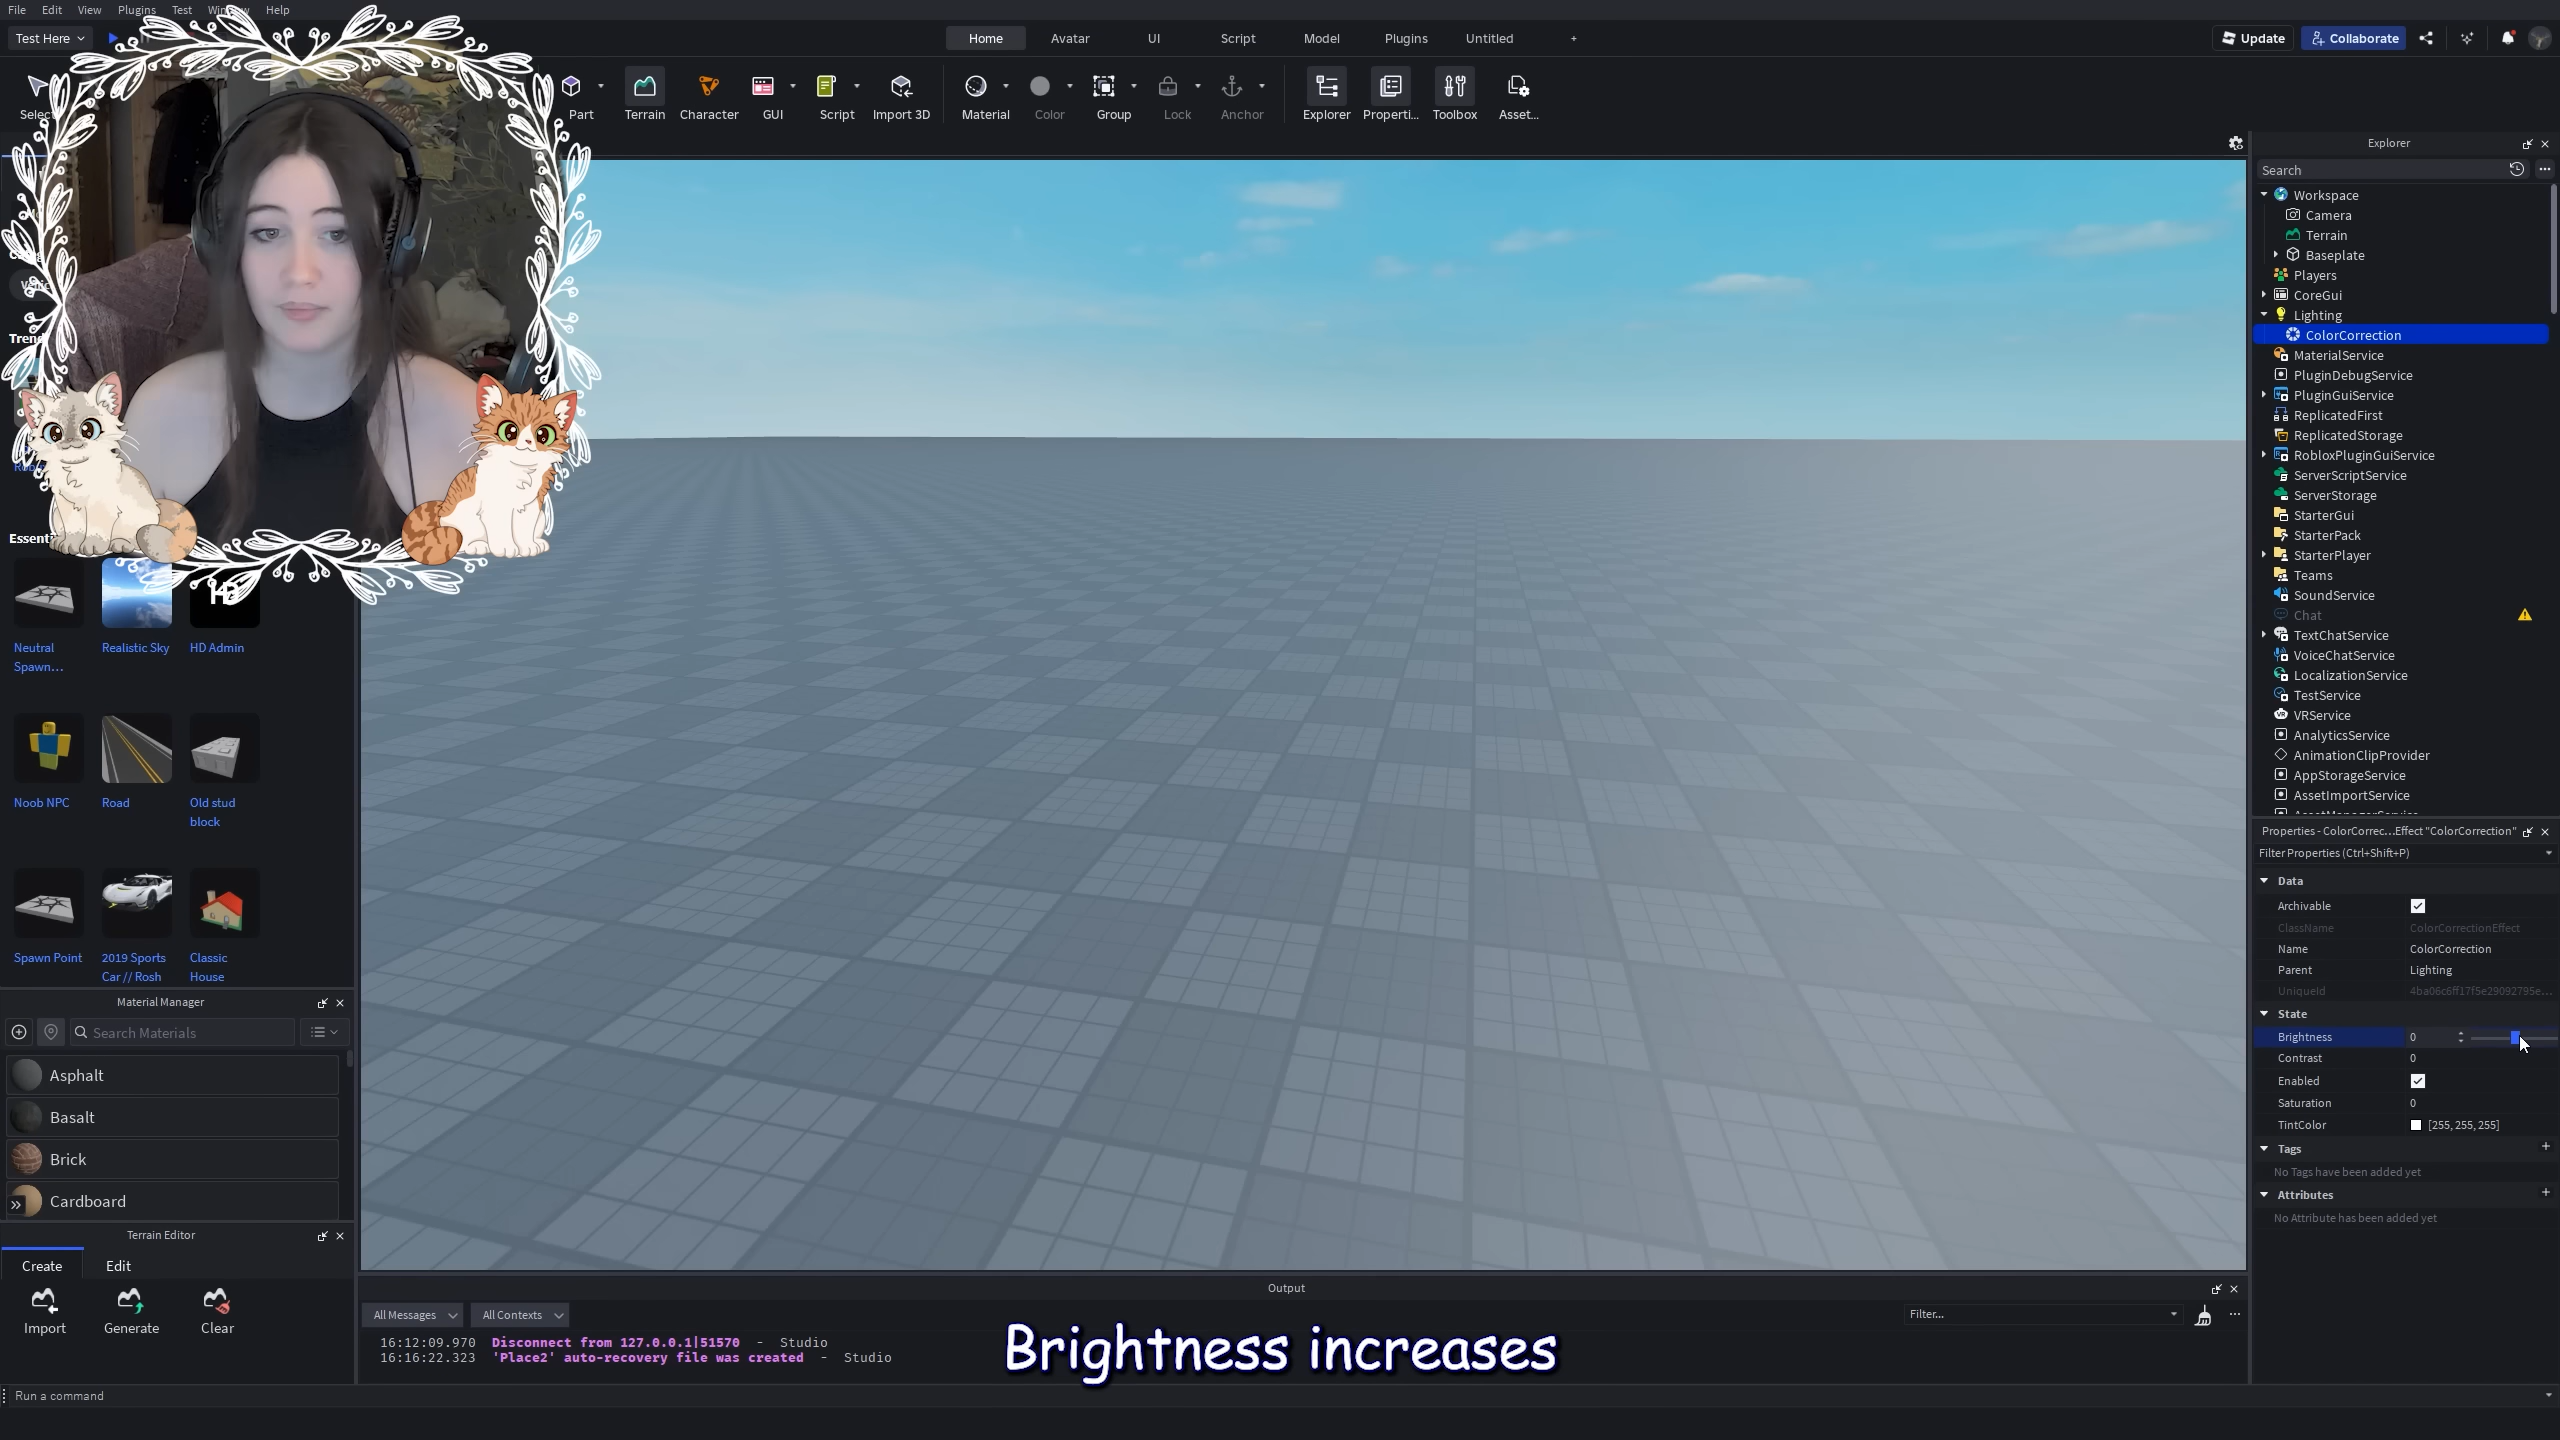 File Edit View Plugins Test Help
Test Here
Home Avatar UI Script Model Plugins Untitled +
Update Collaborate
Select Part Terrain Character GUI Script Import 3D Material Color Group Lock Anchor Explorer Properti... Toolbox Asset...
Explorer
Search
Workspace
Camera
Terrain
Baseplate
Players
CoreGui
Lighting
ColorCorrection
MaterialService
PluginDebugService
PluginGuiService
ReplicatedFirst
ReplicatedStorage
RobloxPluginGuiService
ServerScriptService
ServerStorage
StarterGui
StarterPack
StarterPlayer
Teams
SoundService
Chat
TextChatService
VoiceChatService
LocalizationService
TestService
VRService
AnalyticsService
AnimationClipProvider
AppStorageService
AssetImportService
Properties - ColorCorrec...Effect "ColorCorrection"
Filter Properties (Ctrl+Shift+P)
Data
Archivable
ClassName ColorCorrectionEffect
Name ColorCorrection
Parent Lighting
UniqueId 4ba06c6ff17f5e29092795e...
State
Brightness 0
Contrast 0
Enabled
Saturation 0
TintColor [255, 255, 255]
Tags +
No Tags have been added yet
Attributes +
No Attribute has been added yet
Neutral Spawn...
Realistic Sky
HD Admin
Noob NPC
Road
Old stud block
Spawn Point
2019 Sports Car // Rosh
Classic House
Material Manager
Search Materials
Asphalt
Basalt
Brick
Cardboard
Terrain Editor
Create Edit
Import Generate Clear
Output
All Messages All Contexts Filter...
16:12:09.970 Disconnect from 127.0.0.1|51570 - Studio
16:16:22.323 'Place2' auto-recovery file was created - Studio
Brightness increases
Run a command